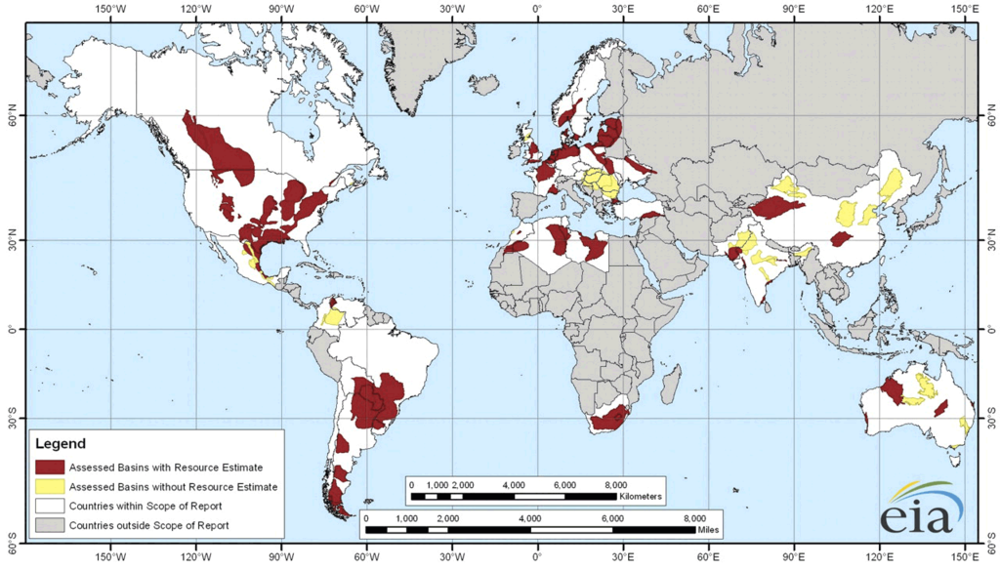 150°W 120°W 90°W 60°W 30°W 0° 30°E 60°E 90°E 120°E 150°E
60°N 60°N
30°N 30°N
0° 0°
30°S 30°S
Legend
Assessed Basins with Resource Estimate
Assessed Basins without Resource Estimate
Countries within Scope of Report
Countries outside Scope of Report
0 1,000 2,000 4,000 6,000 8,000
Kilometers
0 1,000 2,000 4,000 6,000 8,000
Miles
eia
60°S 60°S
150°W 120°W 90°W 60°W 30°W 0° 30°E 60°E 90°E 120°E 150°E